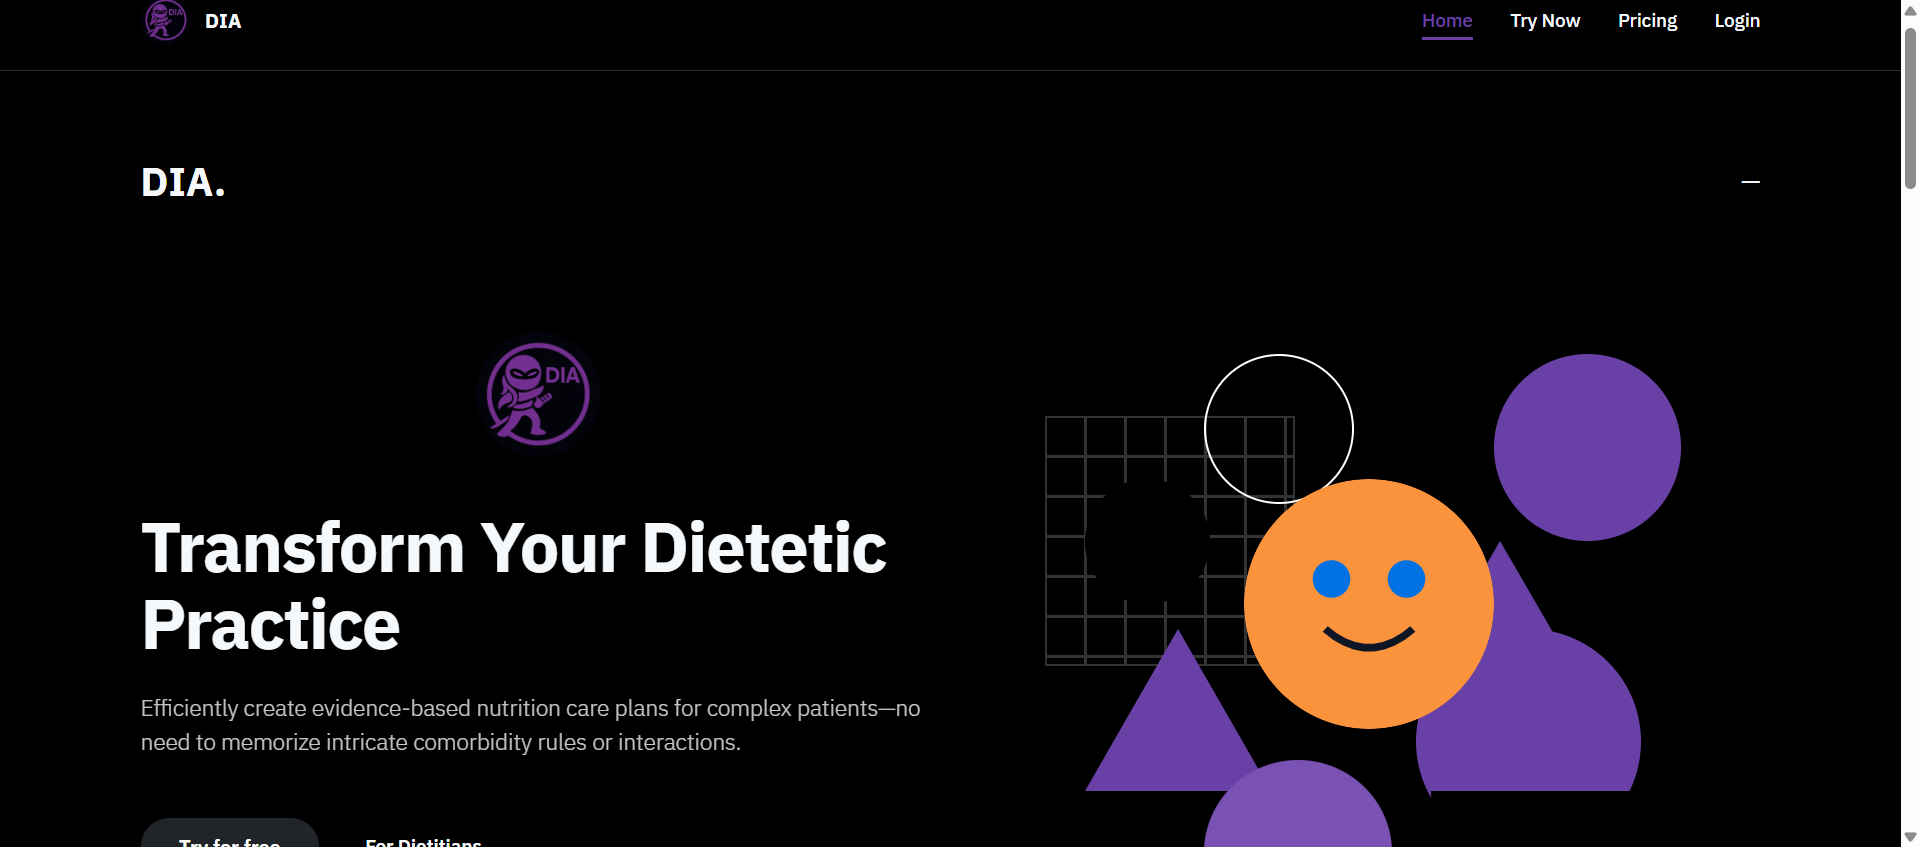 DIA
DIA
Home
Try Now
Pricing
Login
DIA.
DIA
Transform Your Dietetic
Practice
Efficiently create evidence-based nutrition care plans for complex patients—no
need to memorize intricate comorbidity rules or interactions.
Try for free
For Dietitians